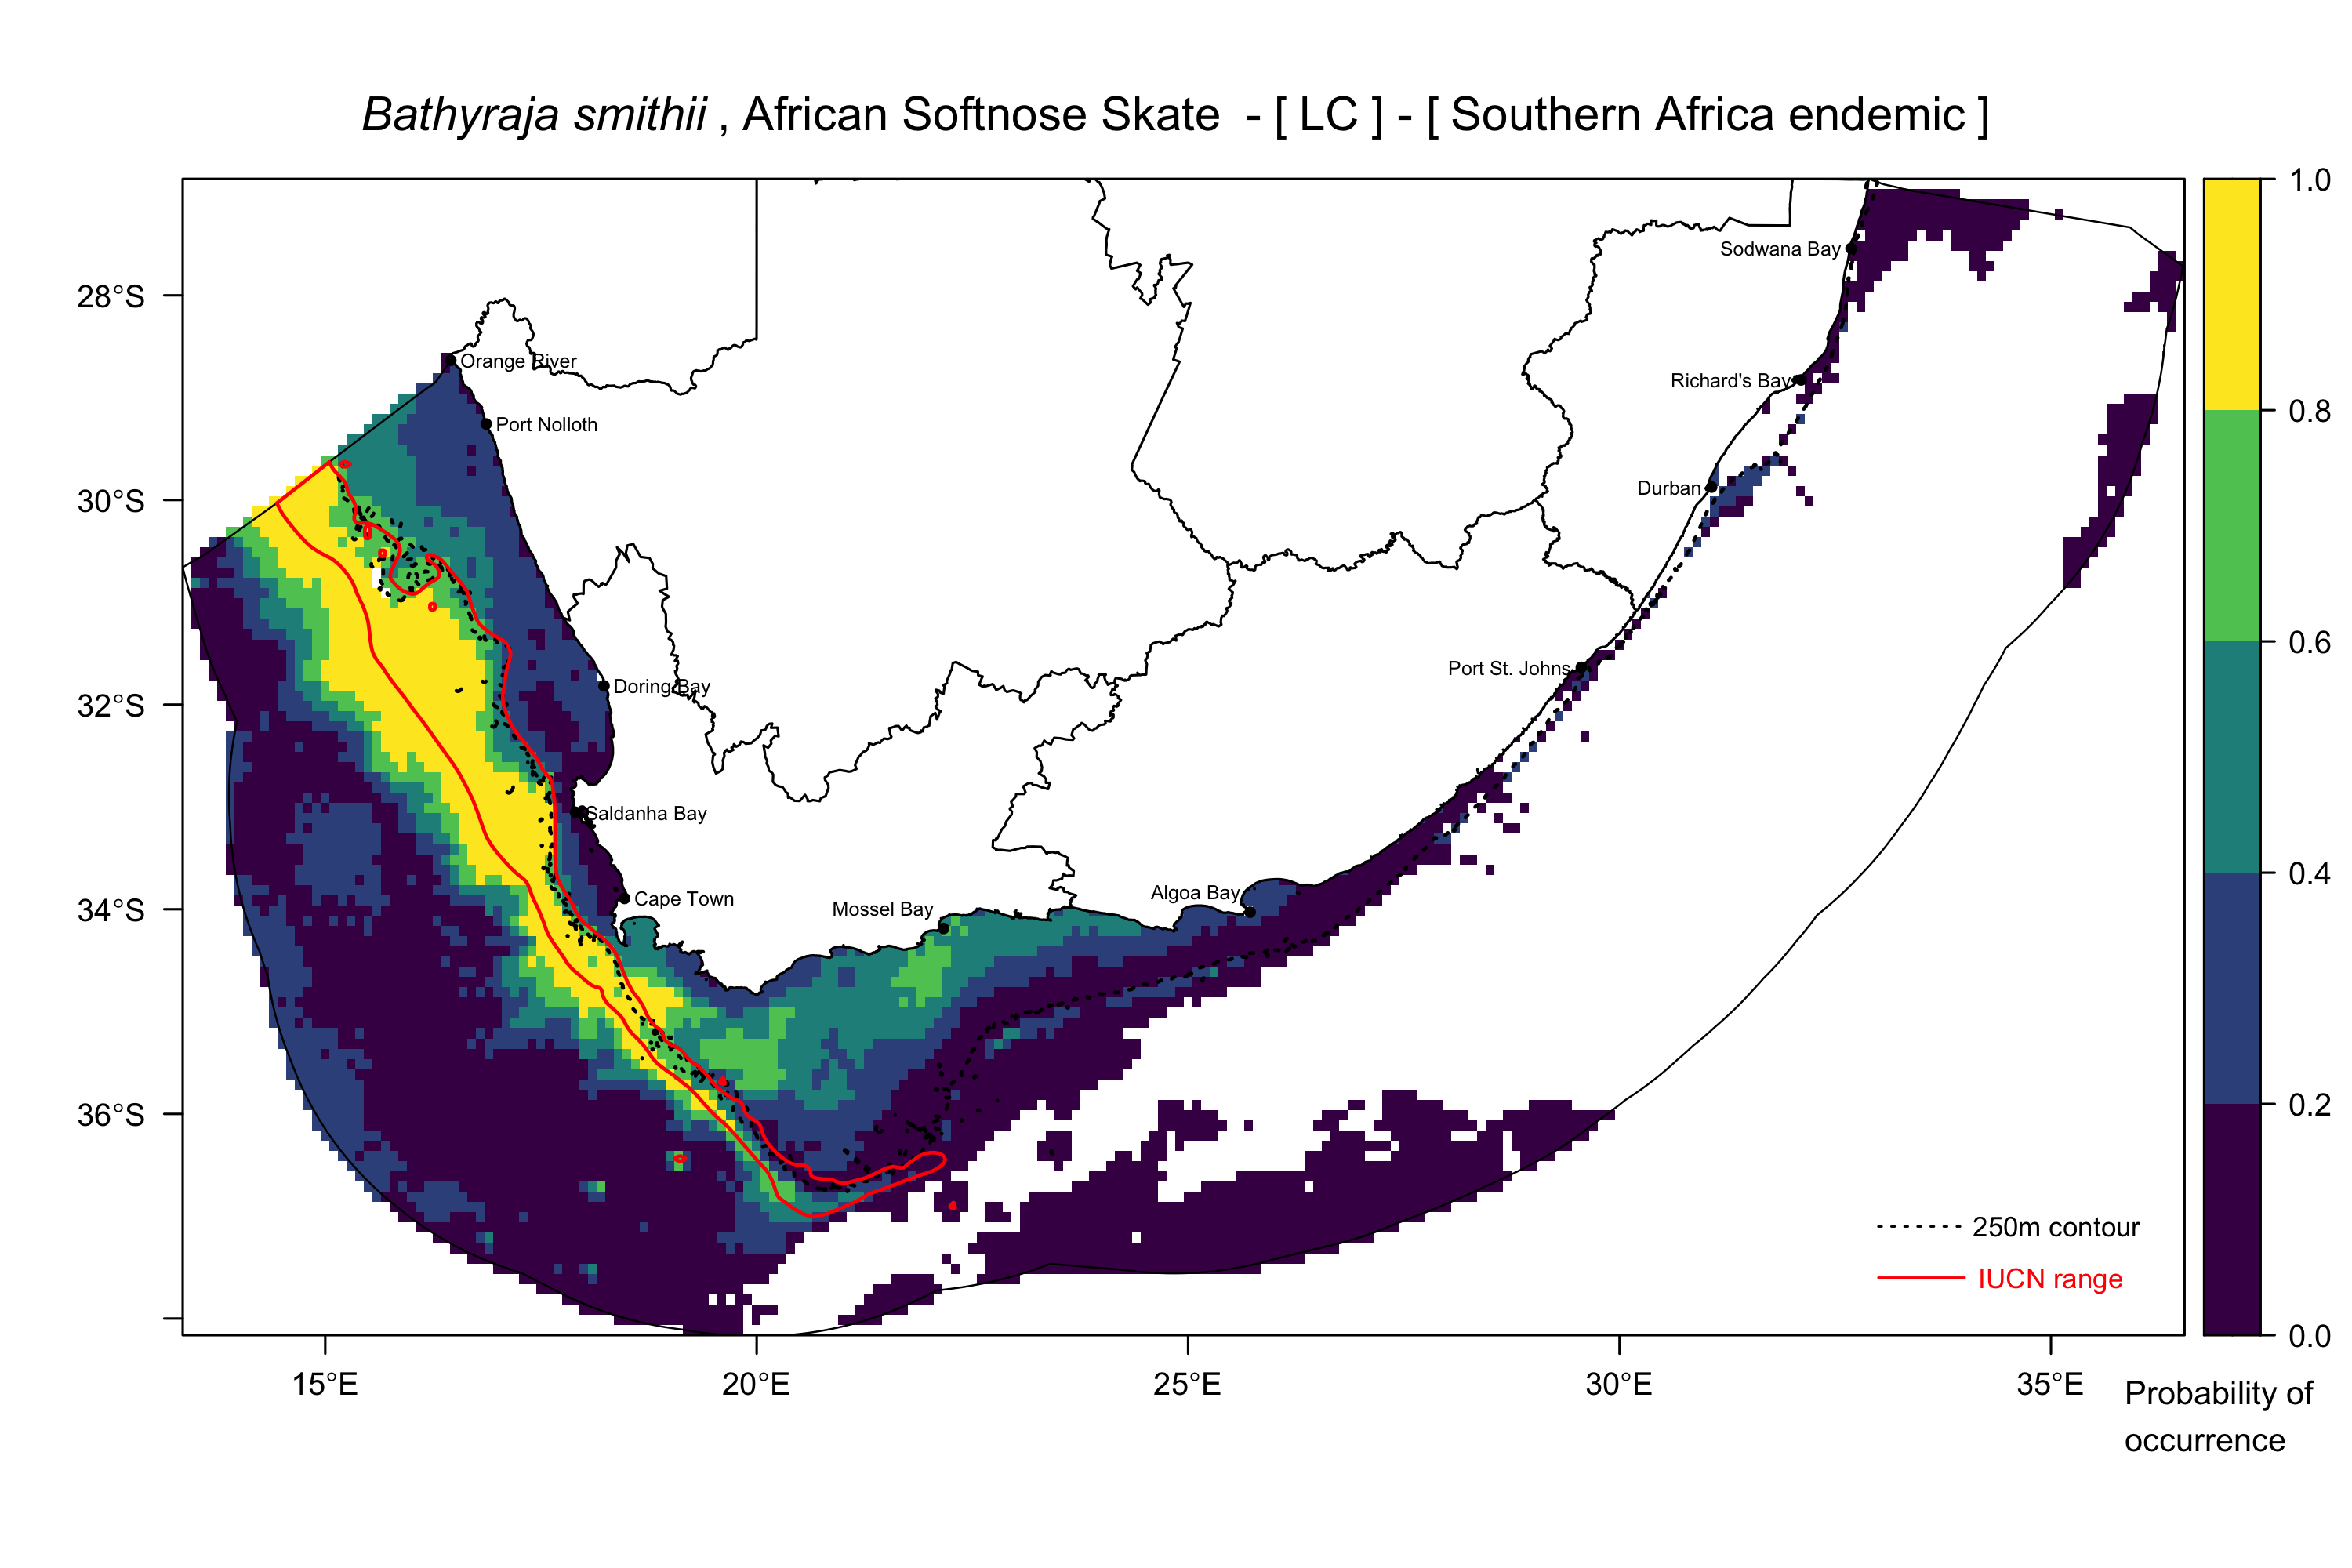 Bathyraja smithii , African Softnose Skate - [ LC ] - [ Southern Africa endemic ]
1.0
Sodwana Bay
28°S
Orange River
Richard's Bay
0.8
Port Nolloth
Durban
30°S
0.6
Port St. Johns
Doring Bay
32°S
Saldanha Bay
0.4
Algoa Bay
Cape Town
Mossel Bay
34°S
0.2
36°S
250m contour
IUCN range
0.0
15°E
20°E
25°E
30°E
35°E
Probability of
occurrence